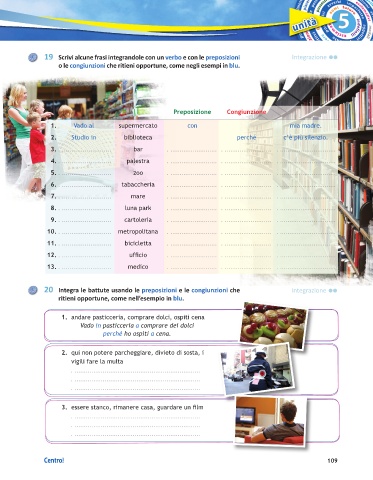 unità 5
19 Scrivi alcune frasi integrandole con un verbo e con le preposizioni
o le congiunzioni che ritieni opportune, come negli esempi in blu.
Integrazione
Preposizione Congiunzione
1. Vado al supermercato con mia madre.
2. Studio in biblioteca perché c'è più silenzio.
3. bar
4. palestra
5. zoo
6. tabaccheria
7. mare
8. luna park
9. cartoleria
10. metropolitana
11. bicicletta
12. ufficio
13. medico
20 Integra le battute usando le preposizioni e le congiunzioni che
ritieni opportune, come nell'esempio in blu.
Integrazione
1. andare pasticceria, comprare dolci, ospiti cena
Vado in pasticceria a comprare dei dolci
perché ho ospiti a cena.
2. qui non potere parcheggiare, divieto di sosta, i
vigili fare la multa
3. essere stanco, rimanere casa, guardare un film
Centro!
109